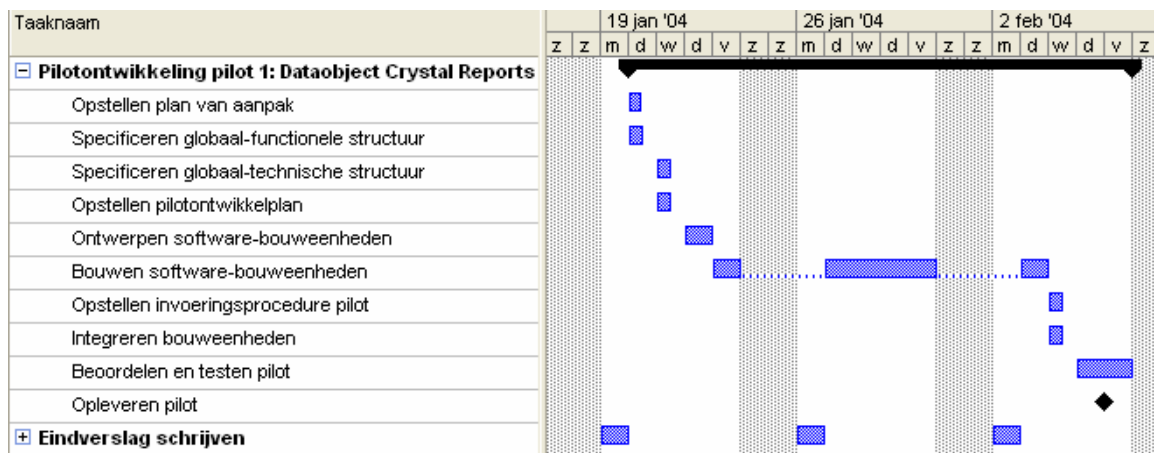 Taaknaam 19 jan '04 26 jan '04 2 feb '04
z z m d w d v z z m d w d v z z m d w d v z
Pilotontwikkeling pilot 1: Dataobject Crystal Reports
Opstellen plan van aanpak
Specificeren globaal-functionele structuur
Specificeren globaal-technische structuur
Opstellen pilotontwikkelplan
Ontwerpen software-bouweenheden
Bouwen software-bouweenheden
Opstellen invoeringsprocedure pilot
Integreren bouweenheden
Beoordelen en testen pilot
Opleveren pilot
Eindverslag schrijven